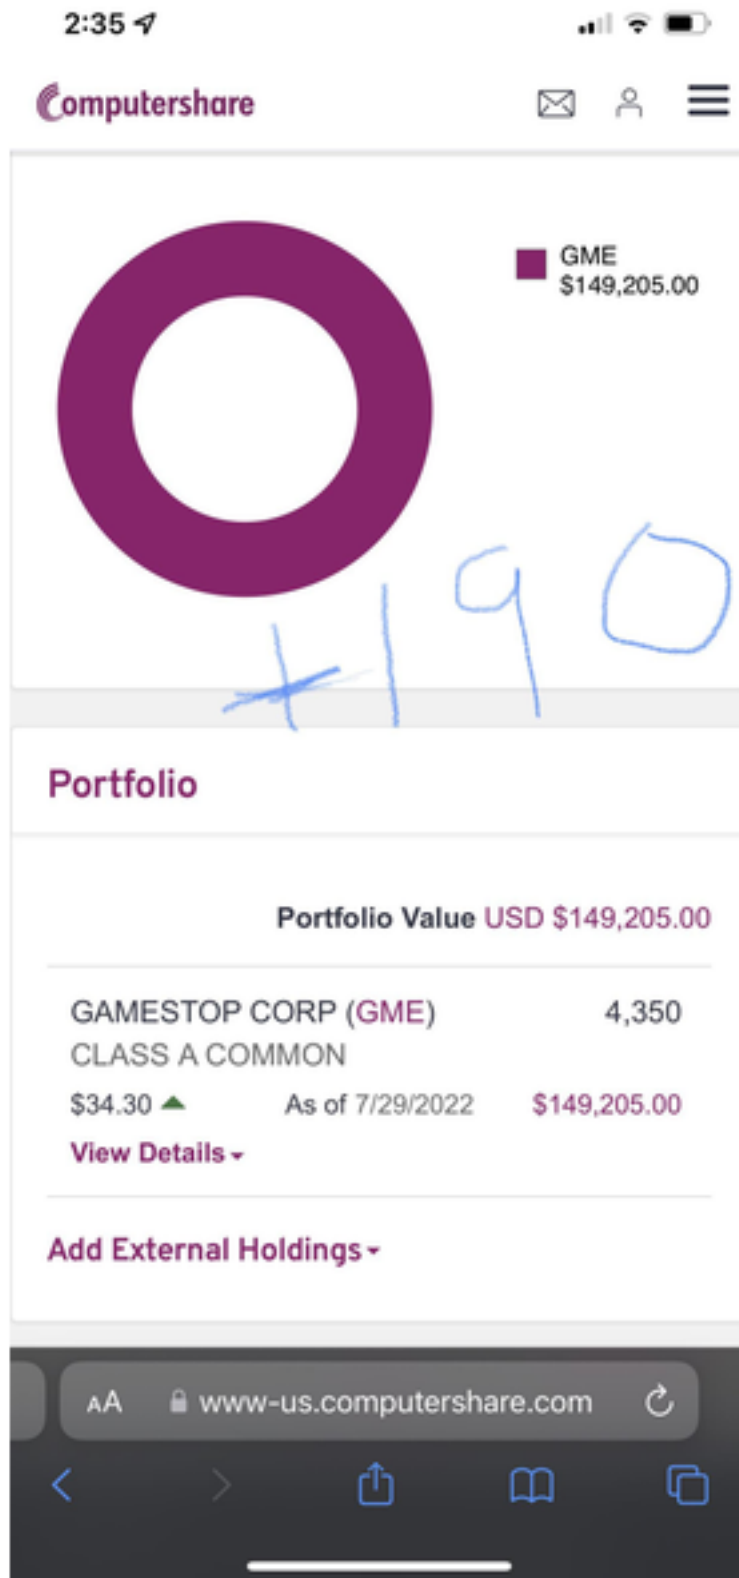 2:35
Computershare
GME
$149,205.00
+190
Portfolio
Portfolio Value USD $149,205.00
GAMESTOP CORP (GME) 4,350
CLASS A COMMON
$34.30 As of 7/29/2022 $149,205.00
View Details
Add External Holdings
AA www-us.computershare.com